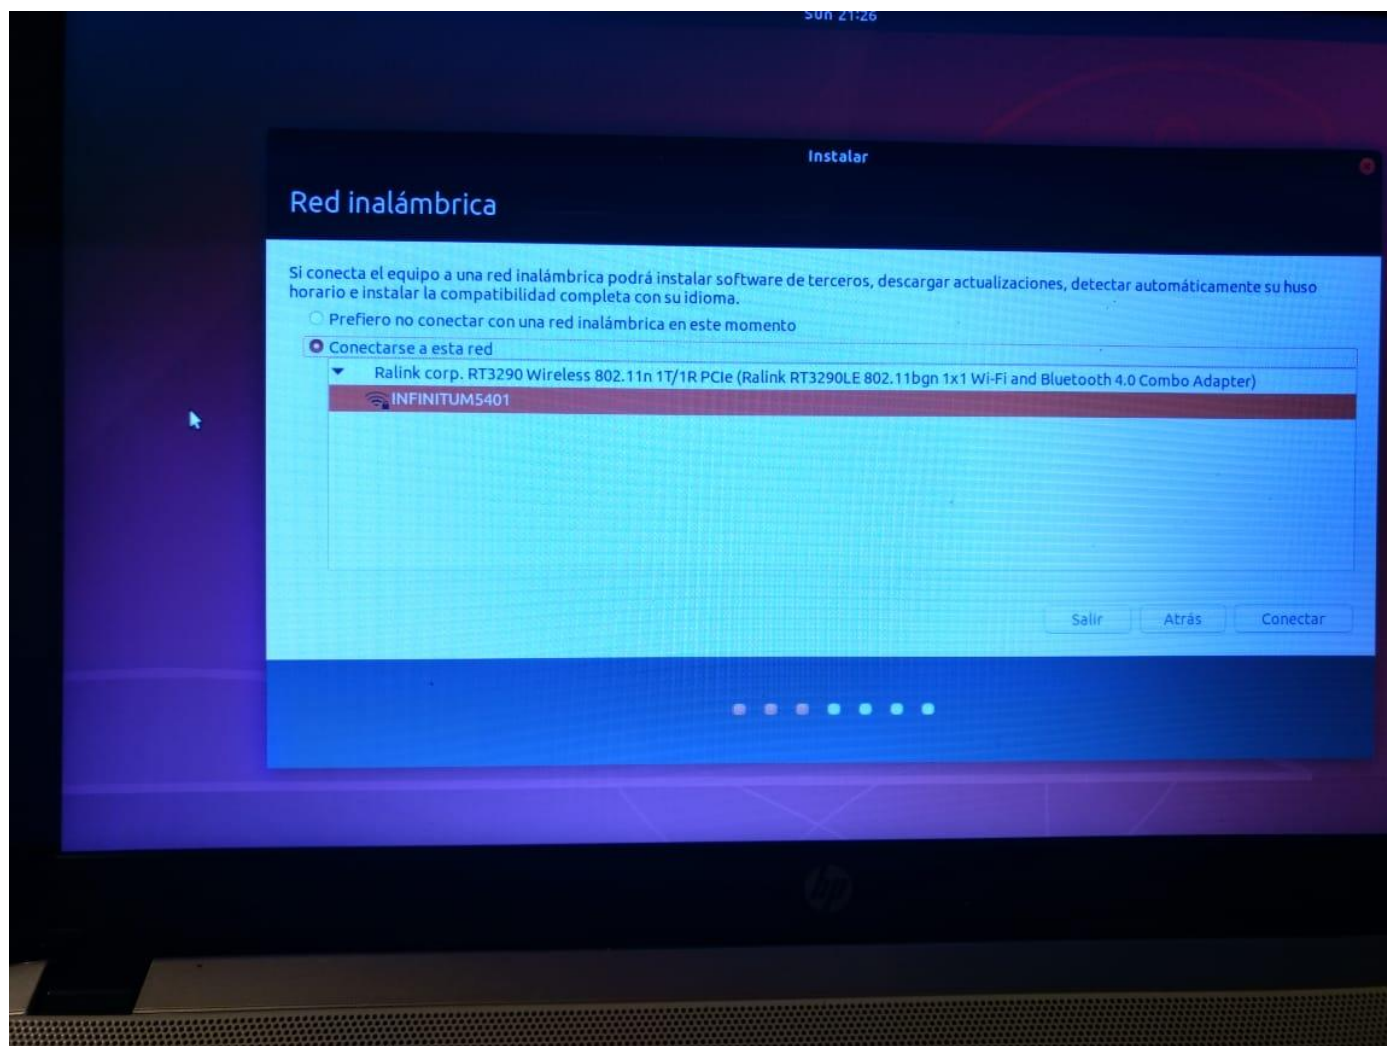 Sun 21:26
Instalar
Red inalámbrica
Si conecta el equipo a una red inalámbrica podrá instalar software de terceros, descargar actualizaciones, detectar automáticamente su huso
horario e instalar la compatibilidad completa con su idioma.
Prefiero no conectar con una red inalámbrica en este momento
Conectarse a esta red
Ralink corp. RT3290 Wireless 802.11n 1T/1R PCIe (Ralink RT3290LE 802.11bgn 1x1 Wi-Fi and Bluetooth 4.0 Combo Adapter)
INFINITUM5401
Salir Atrás Conectar
hp